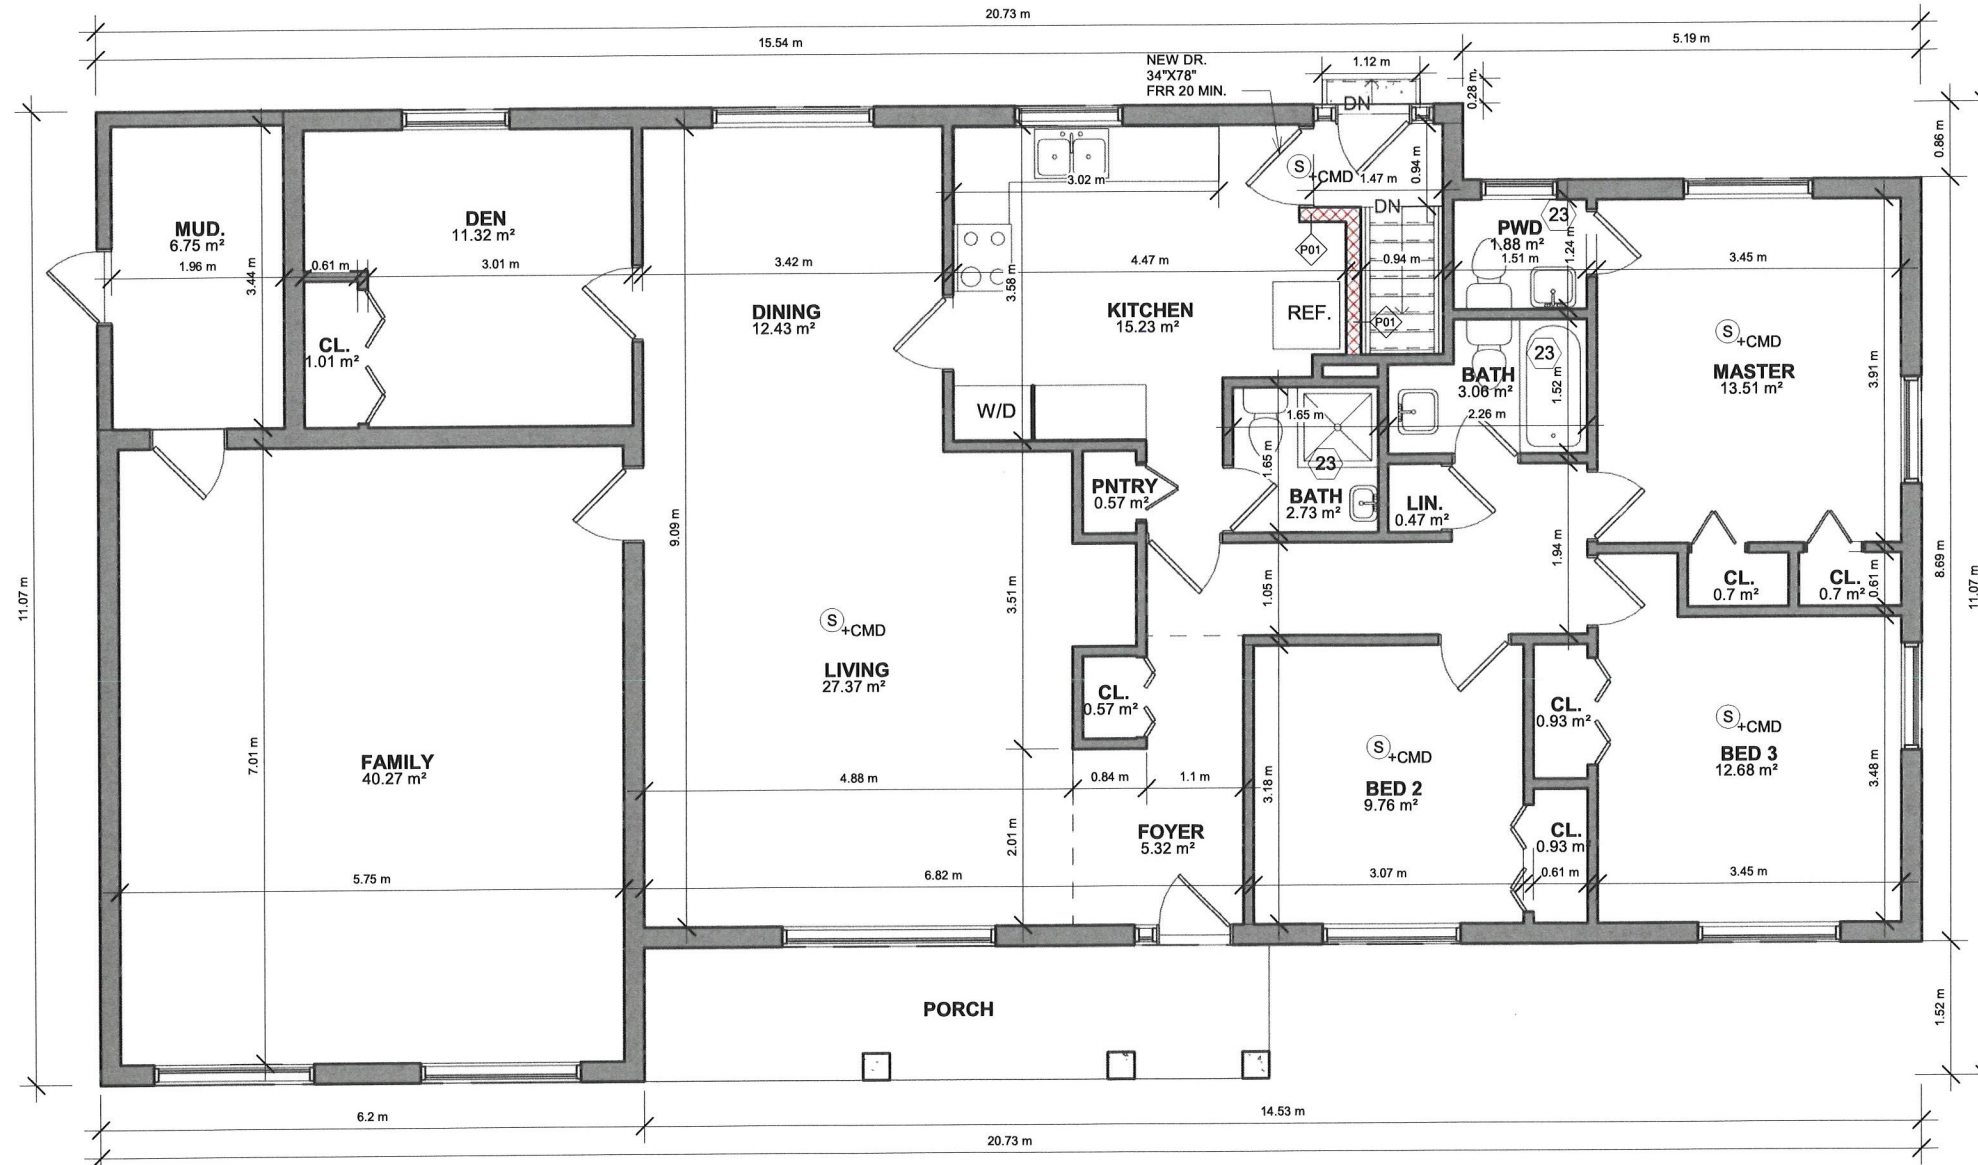 20.73 m
15.54 m
5.19 m
NEW DR.
34"X78"
FRR 20 MIN.
1.12 m
0.28 m
DN
0.86 m
MUD.
6.75 m²
1.96 m
3.44 m
DEN
11.32 m²
0.61 m
3.01 m
CL.
1.01 m²
3.42 m
DINING
12.43 m²
3.02 m
3.58 m
4.47 m
KITCHEN
15.23 m²
REF.
W/D
S
+CMD
1.47 m
0.94 m
DN
P01
0.94 m
P01
23
PWD
1.88 m²
1.51 m
1.24 m
3.45 m
23
BATH
3.06 m²
1.52 m
2.26 m
S
+CMD
MASTER
13.51 m²
3.91 m
1.65 m
1.65 m
23
BATH
2.73 m²
PNTRY
0.57 m²
LIN.
0.47 m²
11.07 m
9.09 m
3.51 m
1.05 m
1.94 m
CL.
0.7 m²
CL.
0.7 m²
0.61 m
8.69 m
11.07 m
S
+CMD
LIVING
27.37 m²
CL.
0.57 m²
7.01 m
FAMILY
40.27 m²
4.88 m
0.84 m
1.1 m
3.18 m
S
+CMD
BED 2
9.76 m²
CL.
0.93 m²
S
+CMD
BED 3
12.68 m²
3.48 m
2.01 m
FOYER
5.32 m²
CL.
0.93 m
5.75 m
6.82 m
3.07 m
0.61 m
3.45 m
PORCH
1.52 m
6.2 m
14.53 m
20.73 m